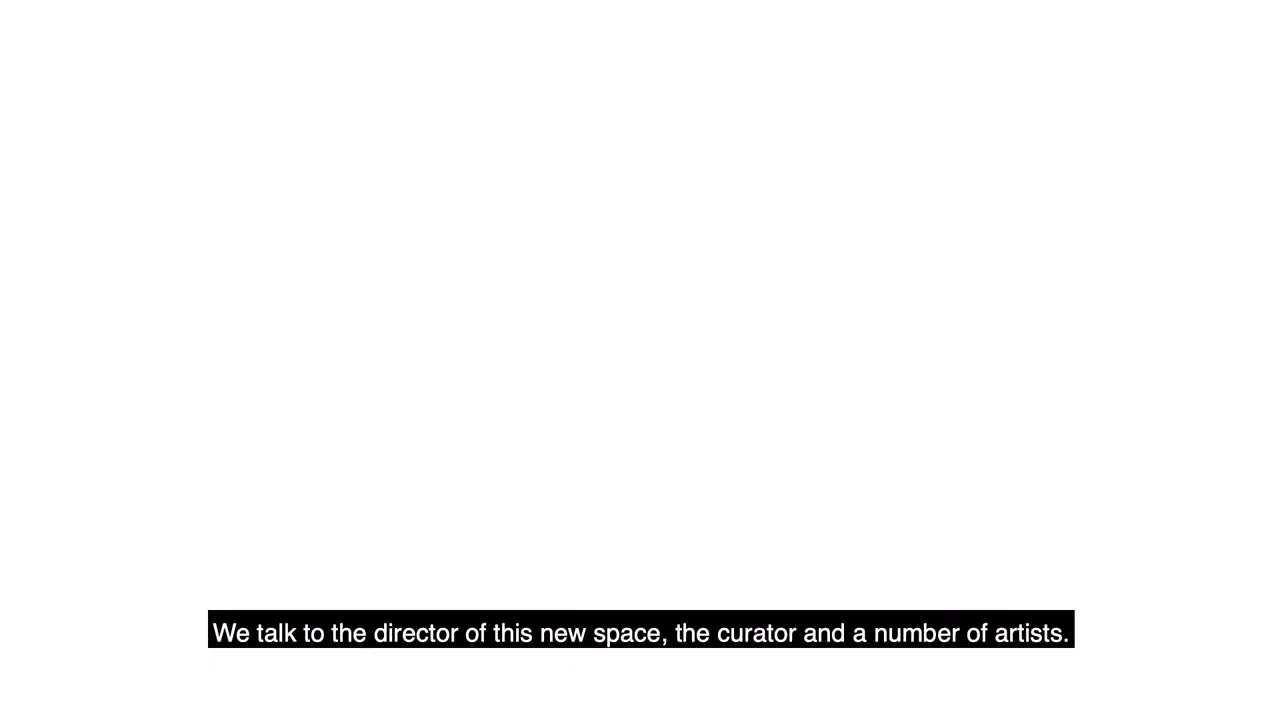 We talk to the director of this new space, the curator and a number of artists.